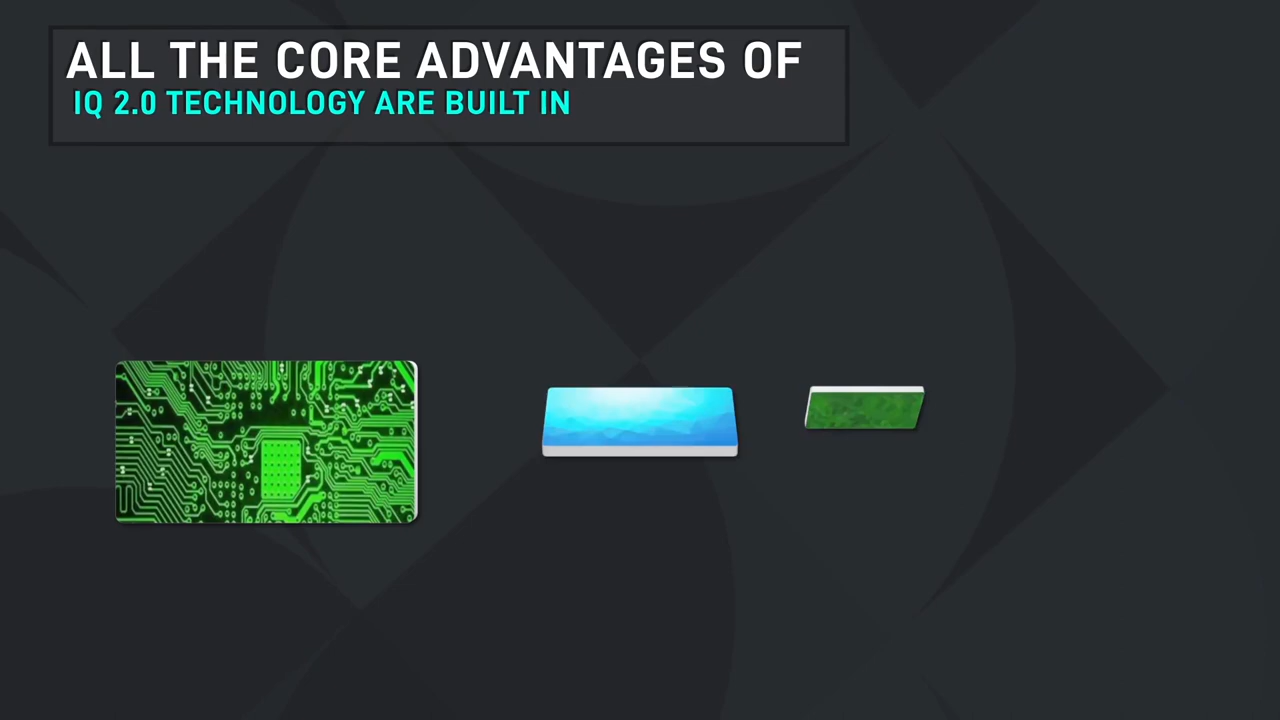 ALL THE CORE ADVANTAGES OF
IQ 2.0 TECHNOLOGY ARE BUILT IN